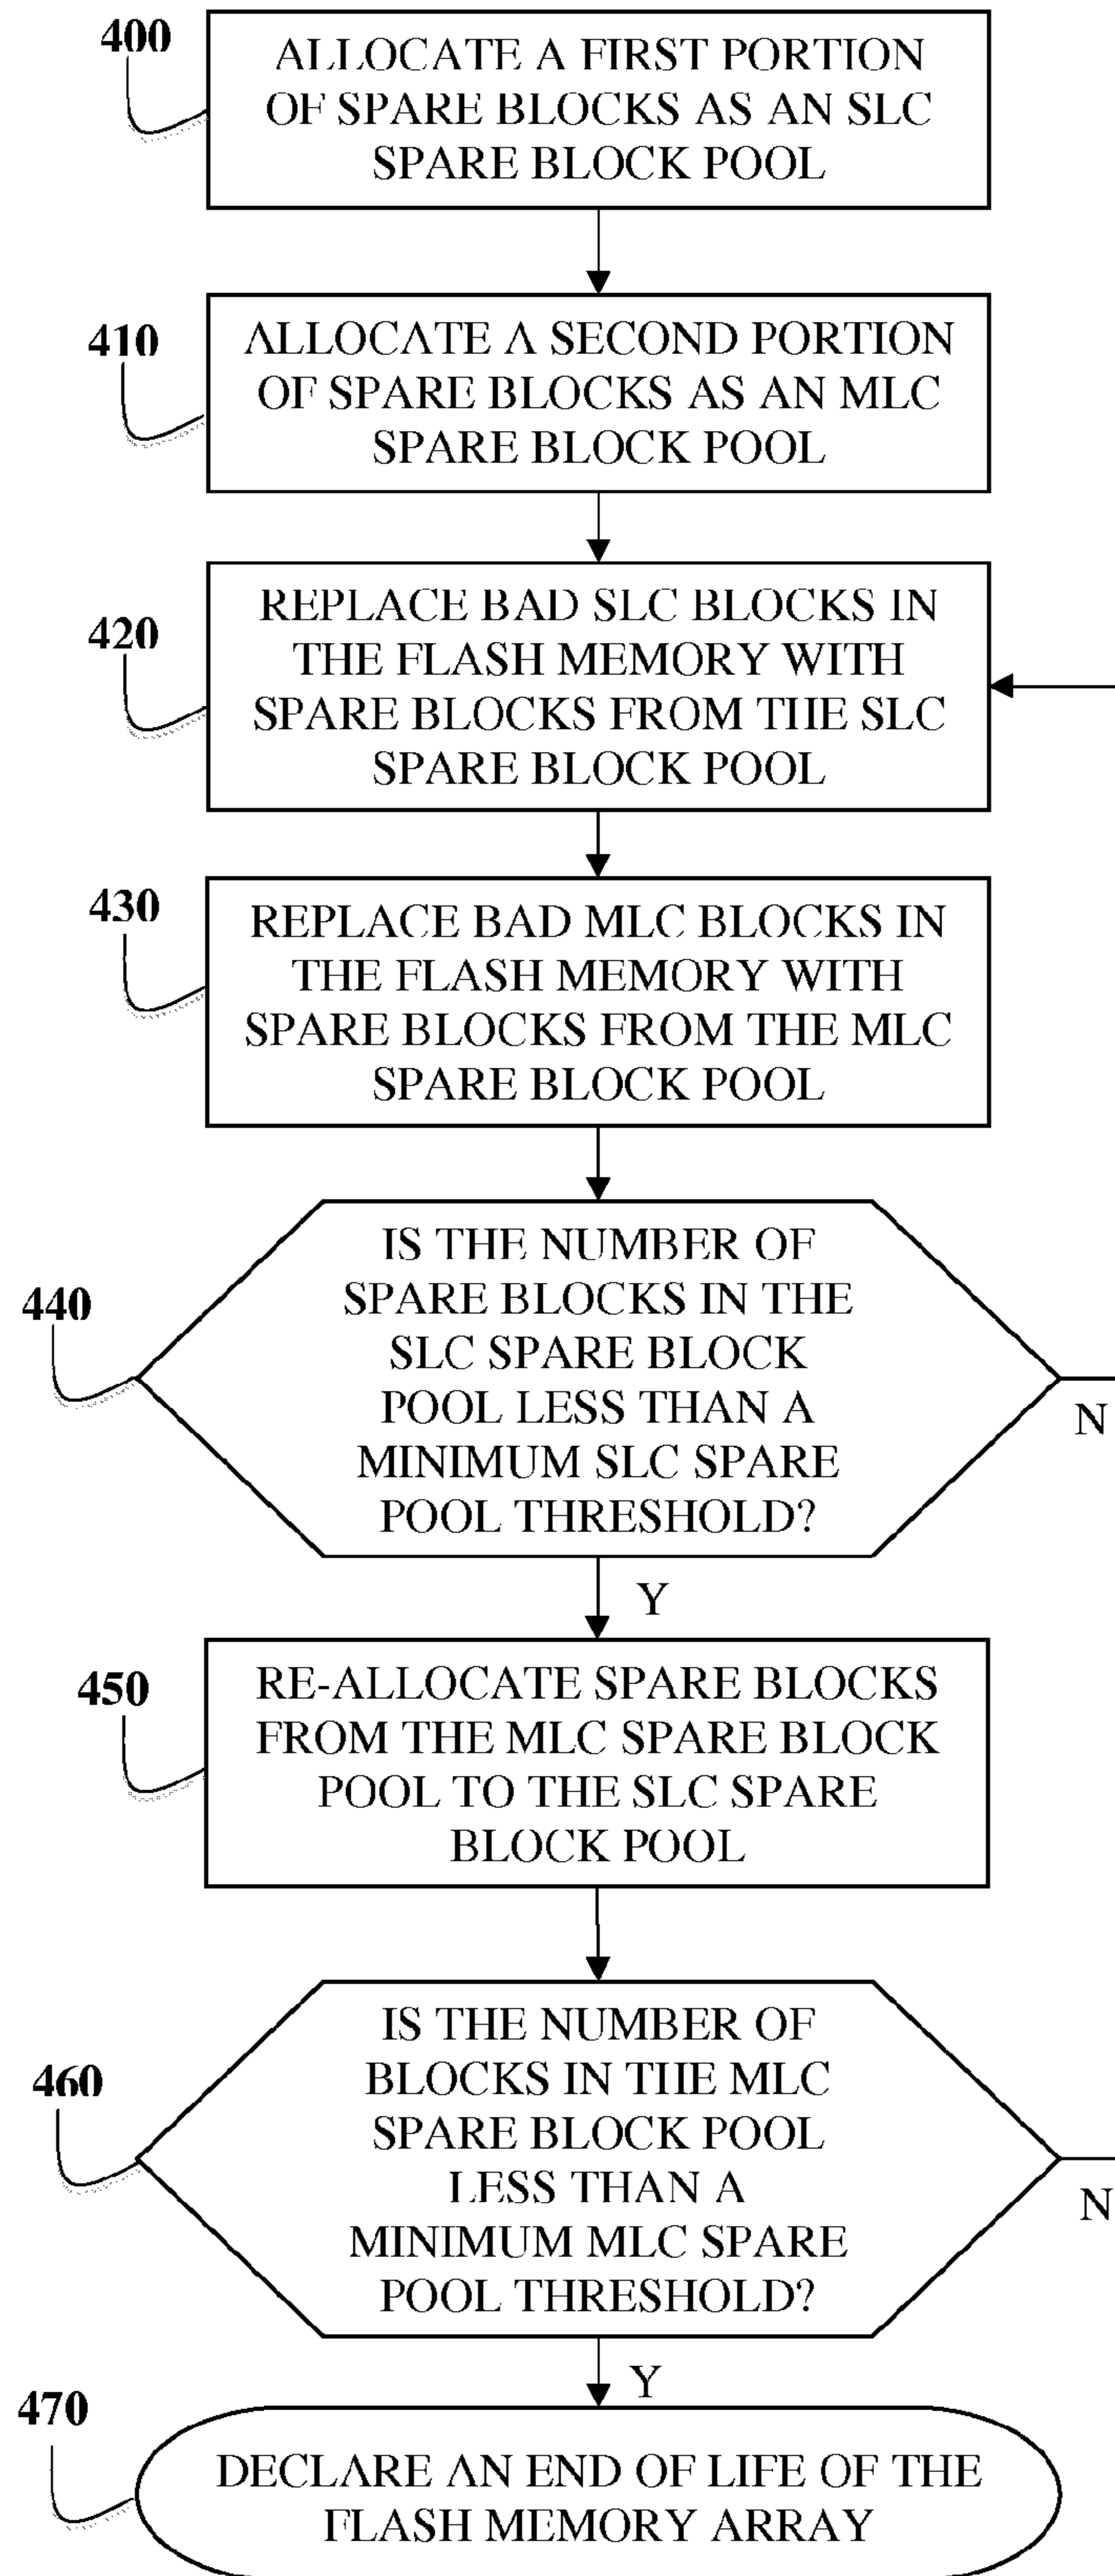 400
ALLOCATE A FIRST PORTION
OF SPARE BLOCKS AS AN SLC
SPARE BLOCK POOL
410
ALLOCATE A SECOND PORTION
OF SPARE BLOCKS AS AN MLC
SPARE BLOCK POOL
420
REPLACE BAD SLC BLOCKS IN
THE FLASH MEMORY WITH
SPARE BLOCKS FROM THE SLC
SPARE BLOCK POOL
430
REPLACE BAD MLC BLOCKS IN
THE FLASH MEMORY WITH
SPARE BLOCKS FROM THE MLC
SPARE BLOCK POOL
440
IS THE NUMBER OF
SPARE BLOCKS IN THE
SLC SPARE BLOCK
POOL LESS THAN A
MINIMUM SLC SPARE
POOL THRESHOLD?
N
Y
450
RE-ALLOCATE SPARE BLOCKS
FROM THE MLC SPARE BLOCK
POOL TO THE SLC SPARE
BLOCK POOL
460
IS THE NUMBER OF
BLOCKS IN THE MLC
SPARE BLOCK POOL
LESS THAN A
MINIMUM MLC SPARE
POOL THRESHOLD?
N
Y
470
DECLARE AN END OF LIFE OF THE
FLASH MEMORY ARRAY